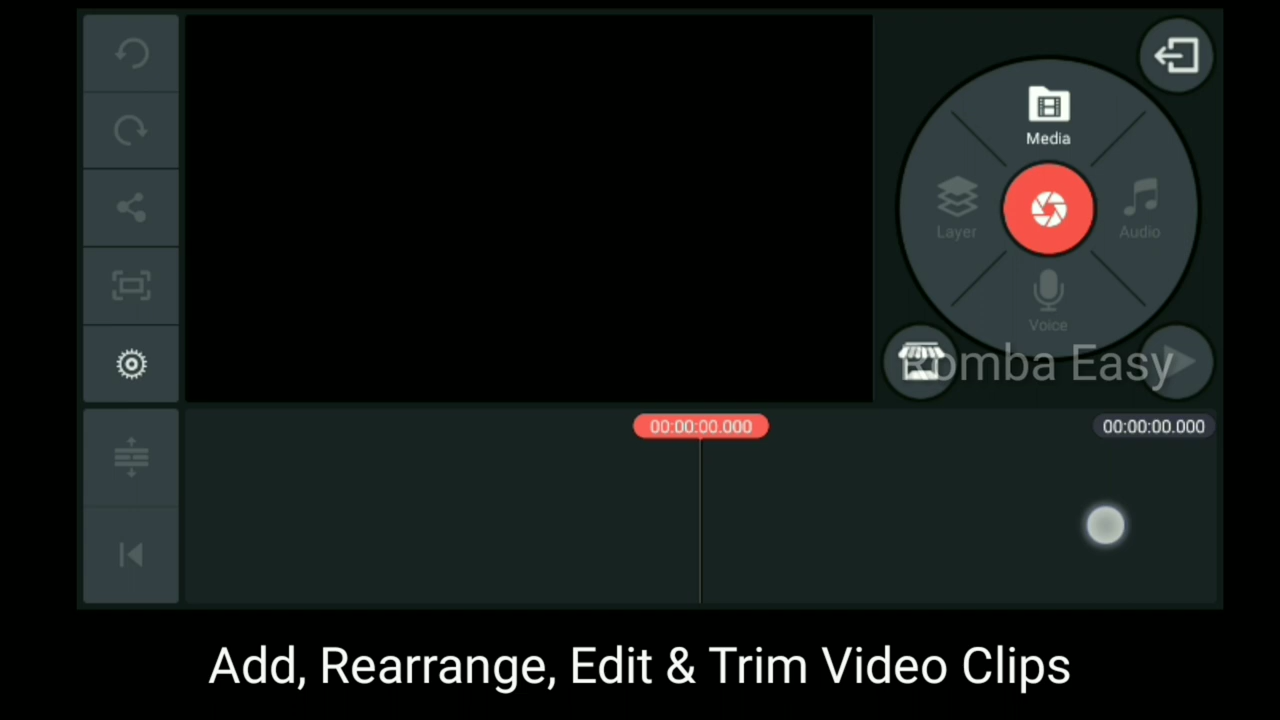 Media
Layer
Audio
Voice
Romba Easy
00:00:00.000
00:00:00.000
Add, Rearrange, Edit & Trim Video Clips